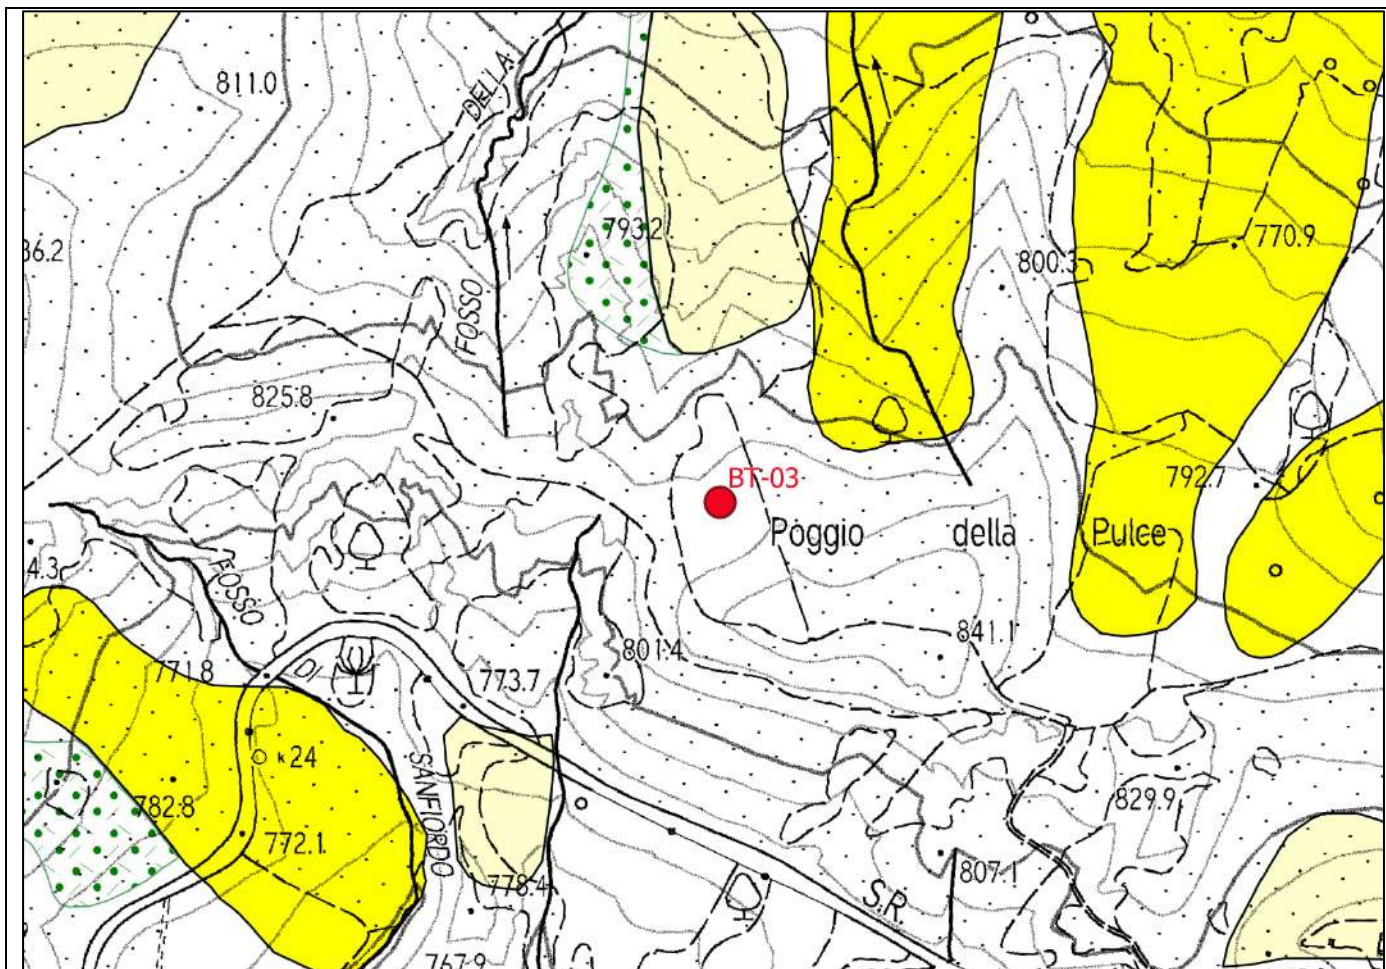 811.0
DELLA
793.2
770.9
36.2
800.3
FOSSO
825.8
BT-03
792.7
Poggio della Pulce
4.3
FOSSO
841.1
801.4
771.8
DI
773.7
k 24
SANFIORDO
829.9
782.8
772.1
778.4
807.1
S.R.
767.9